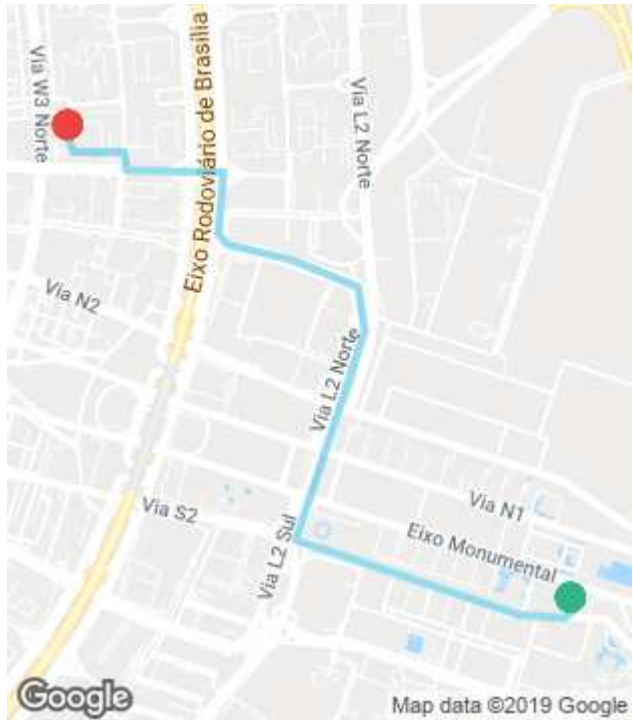 Via W3 Norte
Eixo Rodoviário de Brasília
Via L2 Norte
Via N2
Via L2 Norte
Via S2
Via N1
Eixo Monumental
Via L2 Sul
Google
Map data ©2019 Google